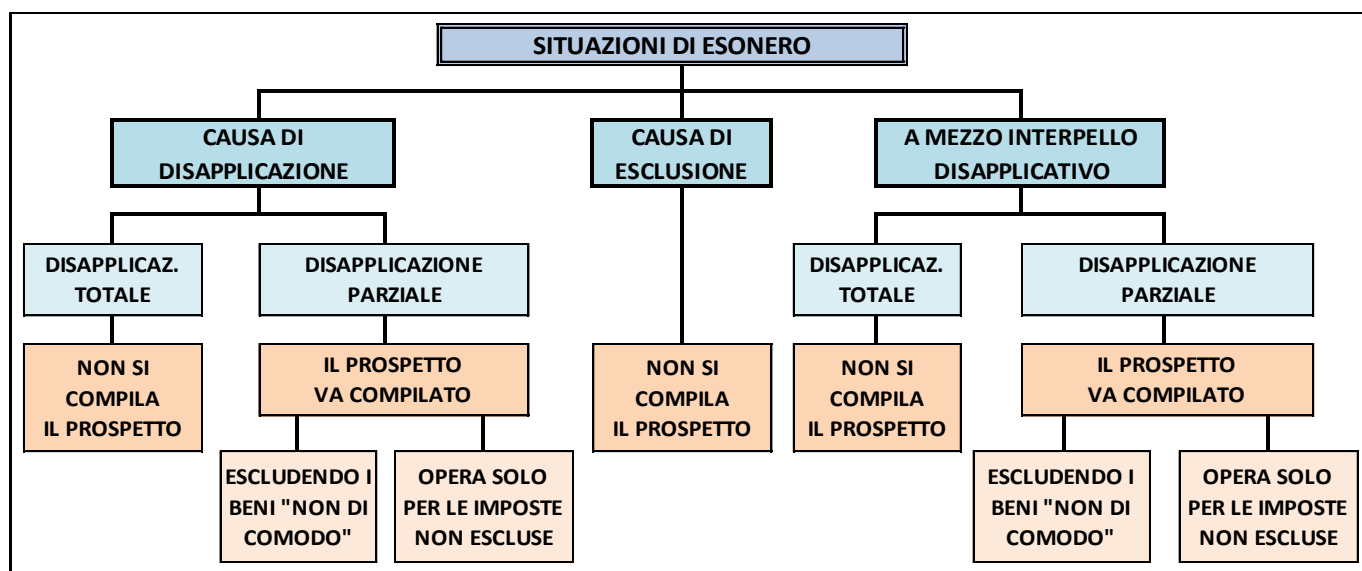 SITUAZIONI DI ESONERO
CAUSA DI
DISAPPLICAZIONE
CAUSA DI
ESCLUSIONE
A MEZZO INTERPELLO
DISAPPLICATIVO
DISAPPLICAZ.
TOTALE
DISAPPLICAZIONE
PARZIALE
DISAPPLICAZ.
TOTALE
DISAPPLICAZIONE
PARZIALE
NON SI
COMPILA
IL PROSPETTO
IL PROSPETTO
VA COMPILATO
NON SI
COMPILA
IL PROSPETTO
NON SI
COMPILA
IL PROSPETTO
IL PROSPETTO
VA COMPILATO
ESCLUDENDO I
BENI "NON DI
COMODO"
OPERA SOLO
PER LE IMPOSTE
NON ESCLUSE
ESCLUDENDO I
BENI "NON DI
COMODO"
OPERA SOLO
PER LE IMPOSTE
NON ESCLUSE